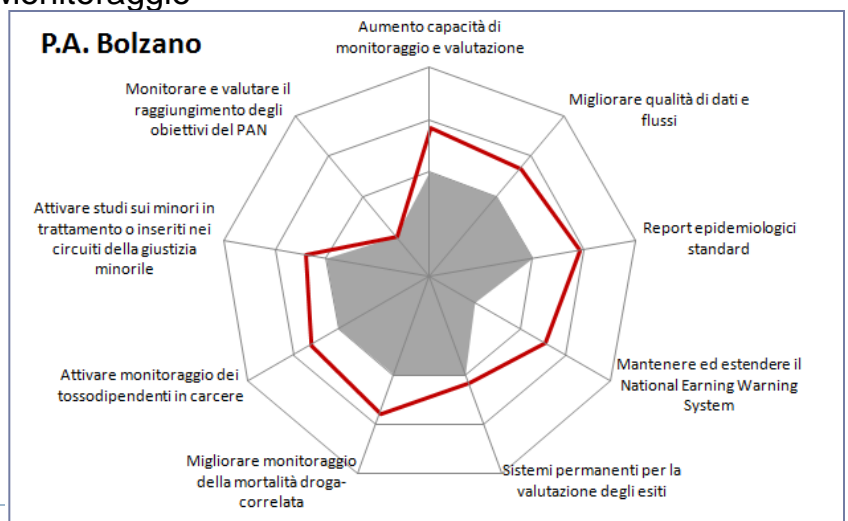 Monitoraggio
P.A. Bolzano
Aumento capacità di
monitoraggio e valutazione
Migliorare qualità di dati e
flussi
Report epidemiologici
standard
Mantenere ed estendere il
National Earning Warning
System
Sistemi permanenti per la
valutazione degli esiti
Migliorare monitoraggio
della mortalità droga-
correlata
Attivare monitoraggio dei
tossodipendenti in carcere
Attivare studi sui minori in
trattamento o inseriti nei
circuiti della giustizia
minorile
Monitorare e valutare il
raggiungimento degli
obiettivi del PAN